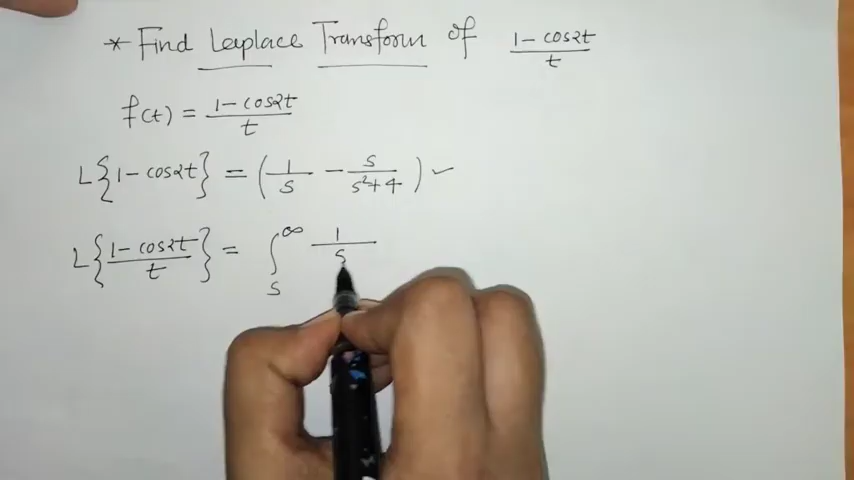 * Find Laplace Transform of (1 - cos2t)/t
f(t) = (1 - cos2t)/t
L{1 - cos2t} = (1/s - s/(s²+4)) ✓
L{(1 - cos2t)/t} = ∫_s^∞ 1/s